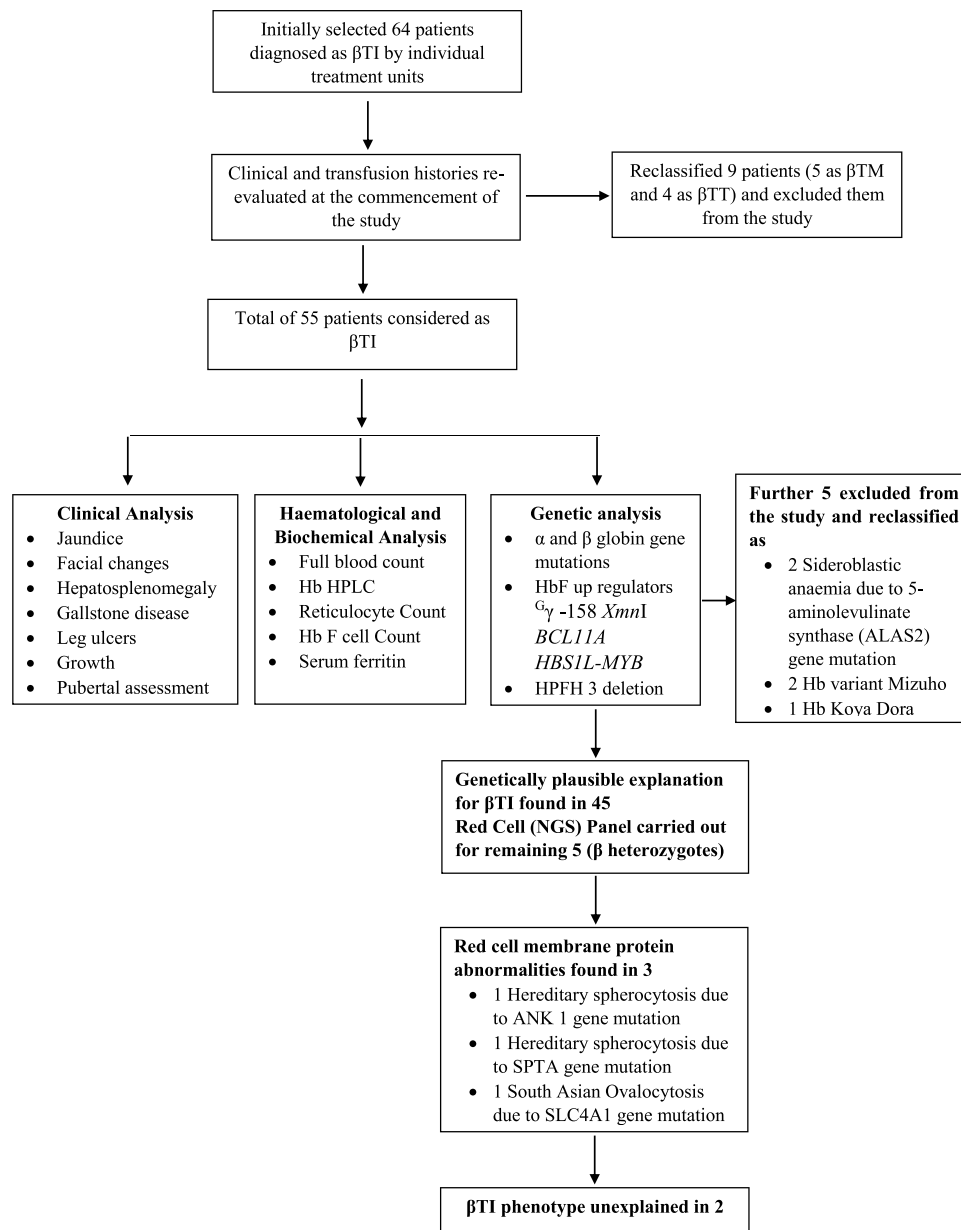 Initially selected 64 patients
diagnosed as βTI by individual
treatment units
Clinical and transfusion histories re-
evaluated at the commencement of
the study
Reclassified 9 patients (5 as βTM
and 4 as βTT) and excluded them
from the study
Total of 55 patients considered as
βTI
Clinical Analysis
• Jaundice
• Facial changes
• Hepatosplenomegaly
• Gallstone disease
• Leg ulcers
• Growth
• Pubertal assessment
Haematological and
Biochemical Analysis
• Full blood count
• Hb HPLC
• Reticulocyte Count
• Hb F cell Count
• Serum ferritin
Genetic analysis
• α and β globin gene
mutations
• HbF up regulators
ᴳγ -158 XmnI
BCL11A
HBS1L-MYB
• HPFH 3 deletion
Further 5 excluded from
the study and reclassified
as
• 2 Sideroblastic
anaemia due to 5-
aminolevulinate
synthase (ALAS2)
gene mutation
• 2 Hb variant Mizuho
• 1 Hb Koya Dora
Genetically plausible explanation
for βTI found in 45
Red Cell (NGS) Panel carried out
for remaining 5 (β heterozygotes)
Red cell membrane protein
abnormalities found in 3
• 1 Hereditary spherocytosis due
to ANK 1 gene mutation
• 1 Hereditary spherocytosis due
to SPTA gene mutation
• 1 South Asian Ovalocytosis
due to SLC4A1 gene mutation
βTI phenotype unexplained in 2